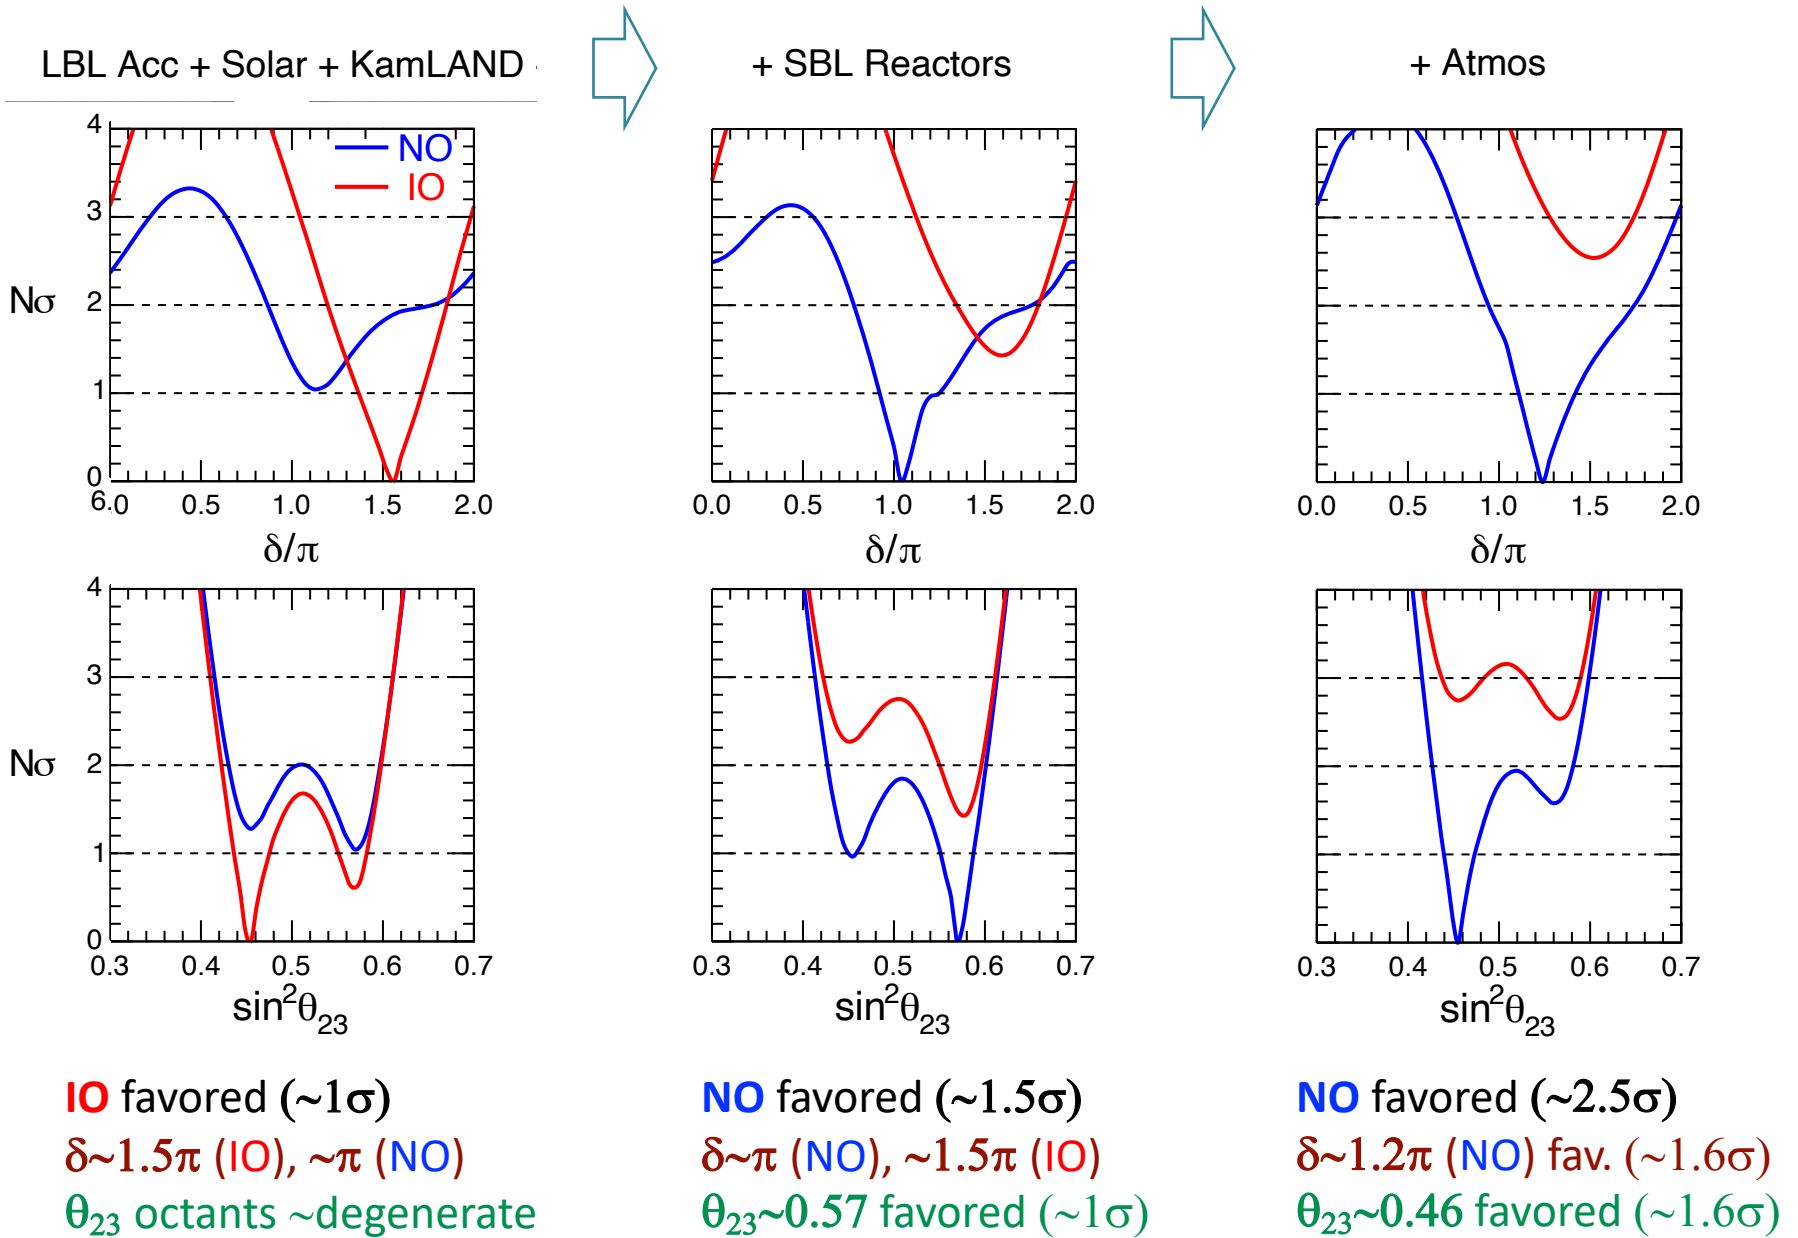 LBL Acc + Solar + KamLAND
+ SBL Reactors
+ Atmos
NO
IO
Nσ
4
3
2
1
0
6.0 0.5 1.0 1.5 2.0
δ/π
0.0 0.5 1.0 1.5 2.0
δ/π
0.0 0.5 1.0 1.5 2.0
δ/π
Nσ
4
3
2
1
0
0.3 0.4 0.5 0.6 0.7
sin²θ₂₃
0.3 0.4 0.5 0.6 0.7
sin²θ₂₃
0.3 0.4 0.5 0.6 0.7
sin²θ₂₃
IO favored (~1σ)
δ~1.5π (IO), ~π (NO)
θ₂₃ octants ~degenerate
NO favored (~1.5σ)
δ~π (NO), ~1.5π (IO)
θ₂₃~0.57 favored (~1σ)
NO favored (~2.5σ)
δ~1.2π (NO) fav. (~1.6σ)
θ₂₃~0.46 favored (~1.6σ)